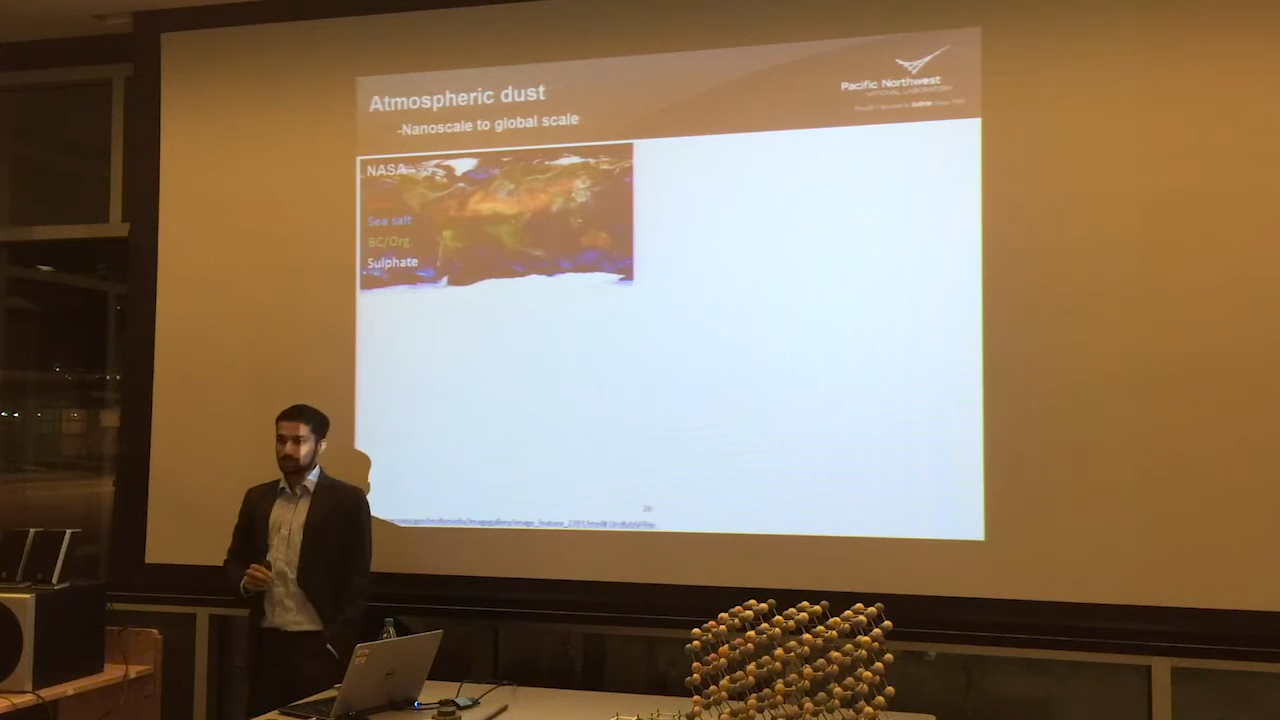 Atmospheric dust
-Nanoscale to global scale
Pacific Northwest
NATIONAL LABORATORY
NASA
Sea salt
BC/Org.
Sulphate